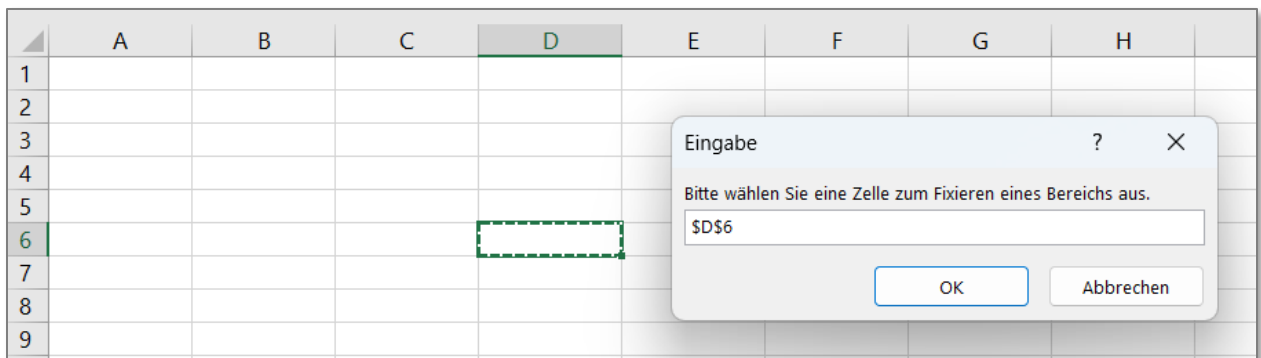 A B C D E F G H
1
2
3
Eingabe ? ×
4
Bitte wählen Sie eine Zelle zum Fixieren eines Bereichs aus.
5
$D$6
6
7
OK Abbrechen
8
9